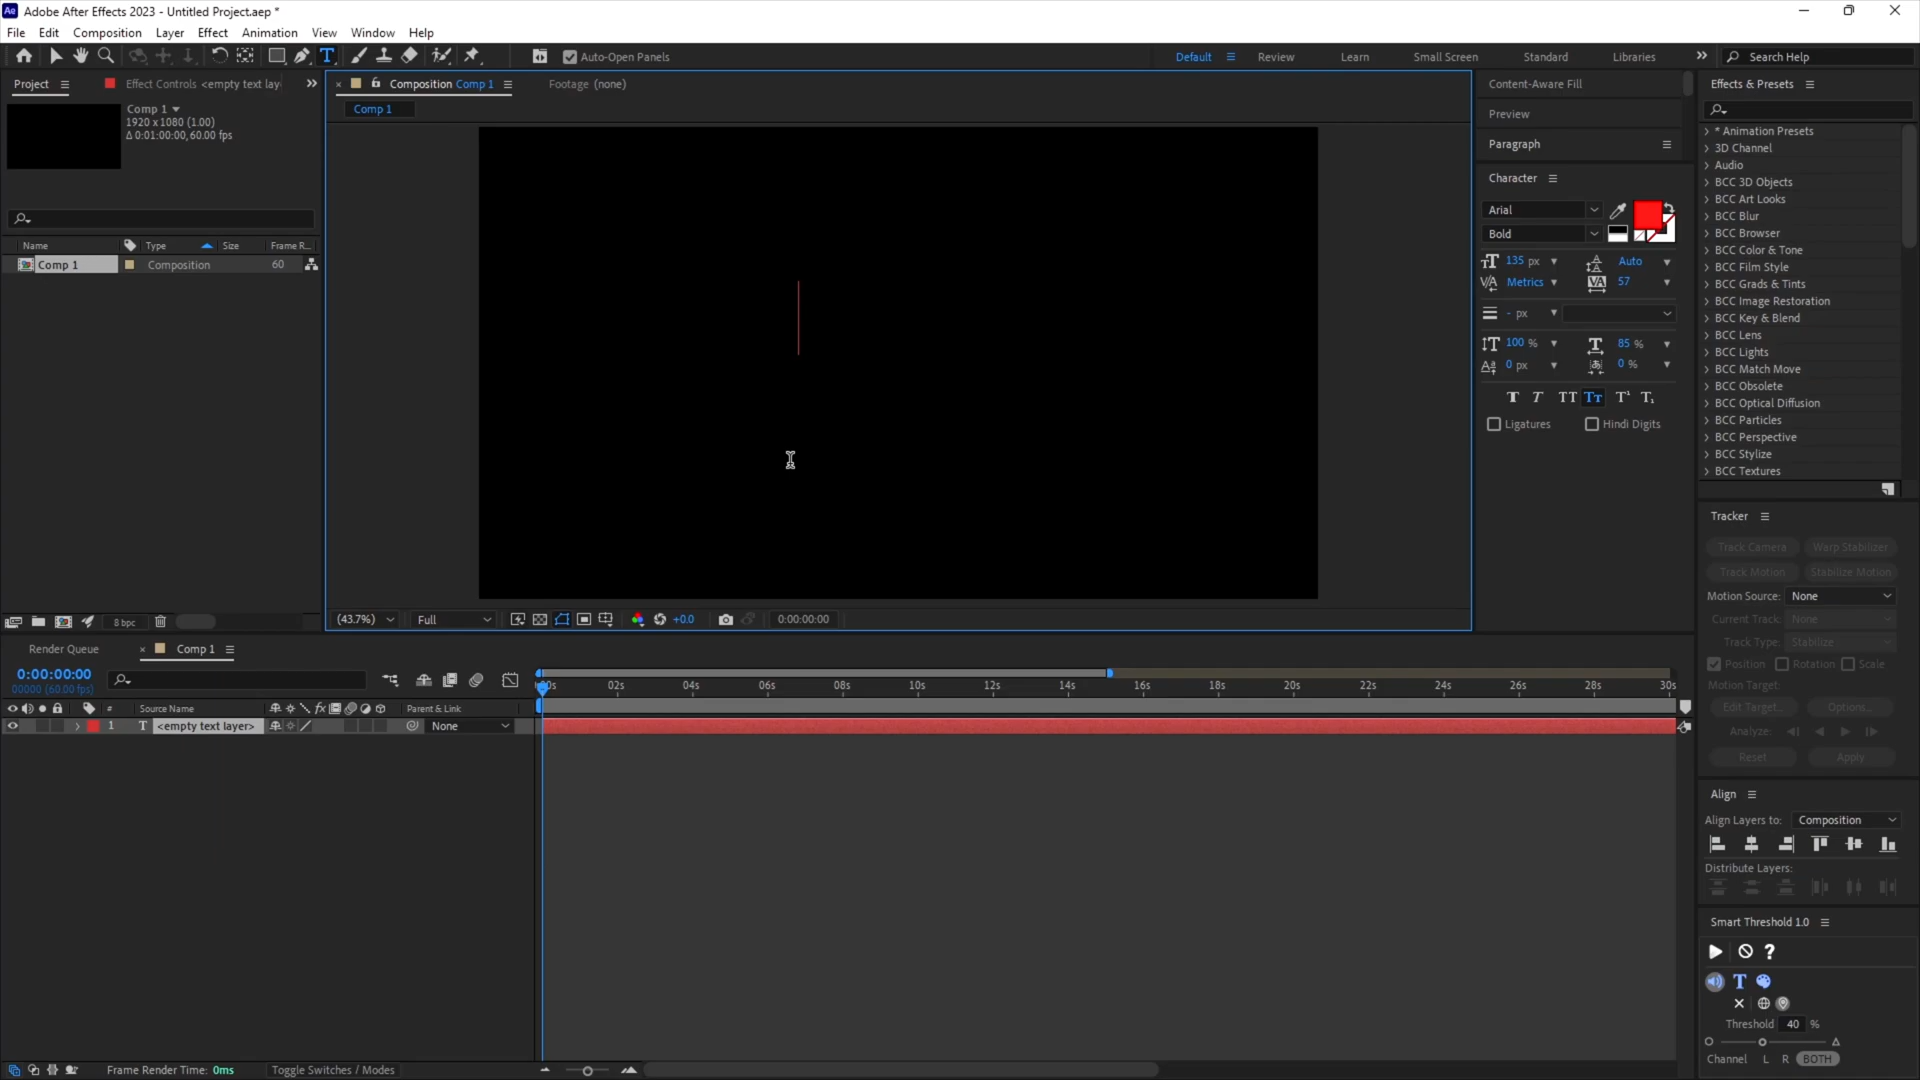 Adobe After Effects 2023 - Untitled Project.aep *
File Edit Composition Layer Effect Animation View Window Help
Auto-Open Panels
Default Review Learn Small Screen Standard Libraries Search Help
Project Effect Controls <empty text lay
Comp 1
1920 x 1080 (1.00)
Δ 0:01:00:00, 60.00 fps
Name Type Size Frame R...
Comp 1 Composition 60
8 bpc
Composition Comp 1 Footage (none)
Comp 1
(43.7%) Full +0.0 0:00:00:00
Content-Aware Fill
Preview
Paragraph
Character
Arial
Bold
135 px Auto
Metrics 57
- px
100 % 85 %
0 px 0 %
Ligatures Hindi Digits
Effects & Presets
* Animation Presets
3D Channel
Audio
BCC 3D Objects
BCC Art Looks
BCC Blur
BCC Browser
BCC Color & Tone
BCC Film Style
BCC Grads & Tints
BCC Image Restoration
BCC Key & Blend
BCC Lens
BCC Lights
BCC Match Move
BCC Obsolete
BCC Optical Diffusion
BCC Particles
BCC Perspective
BCC Stylize
BCC Textures
Tracker
Track Camera Warp Stabilizer
Track Motion Stabilize Motion
Motion Source: None
Current Track: None
Track Type: Stabilize
Position Rotation Scale
Motion Target:
Edit Target... Options...
Analyze:
Reset Apply
Align
Align Layers to: Composition
Distribute Layers:
Smart Threshold 1.0
Threshold 40 %
Channel L R BOTH
Render Queue Comp 1
0:00:00:00
00000 (60.00 fps)
02s 04s 06s 08s 10s 12s 14s 16s 18s 20s 22s 24s 26s 28s 30s
# Source Name Parent & Link
1 T <empty text layer> None
Frame Render Time: 0ms Toggle Switches / Modes